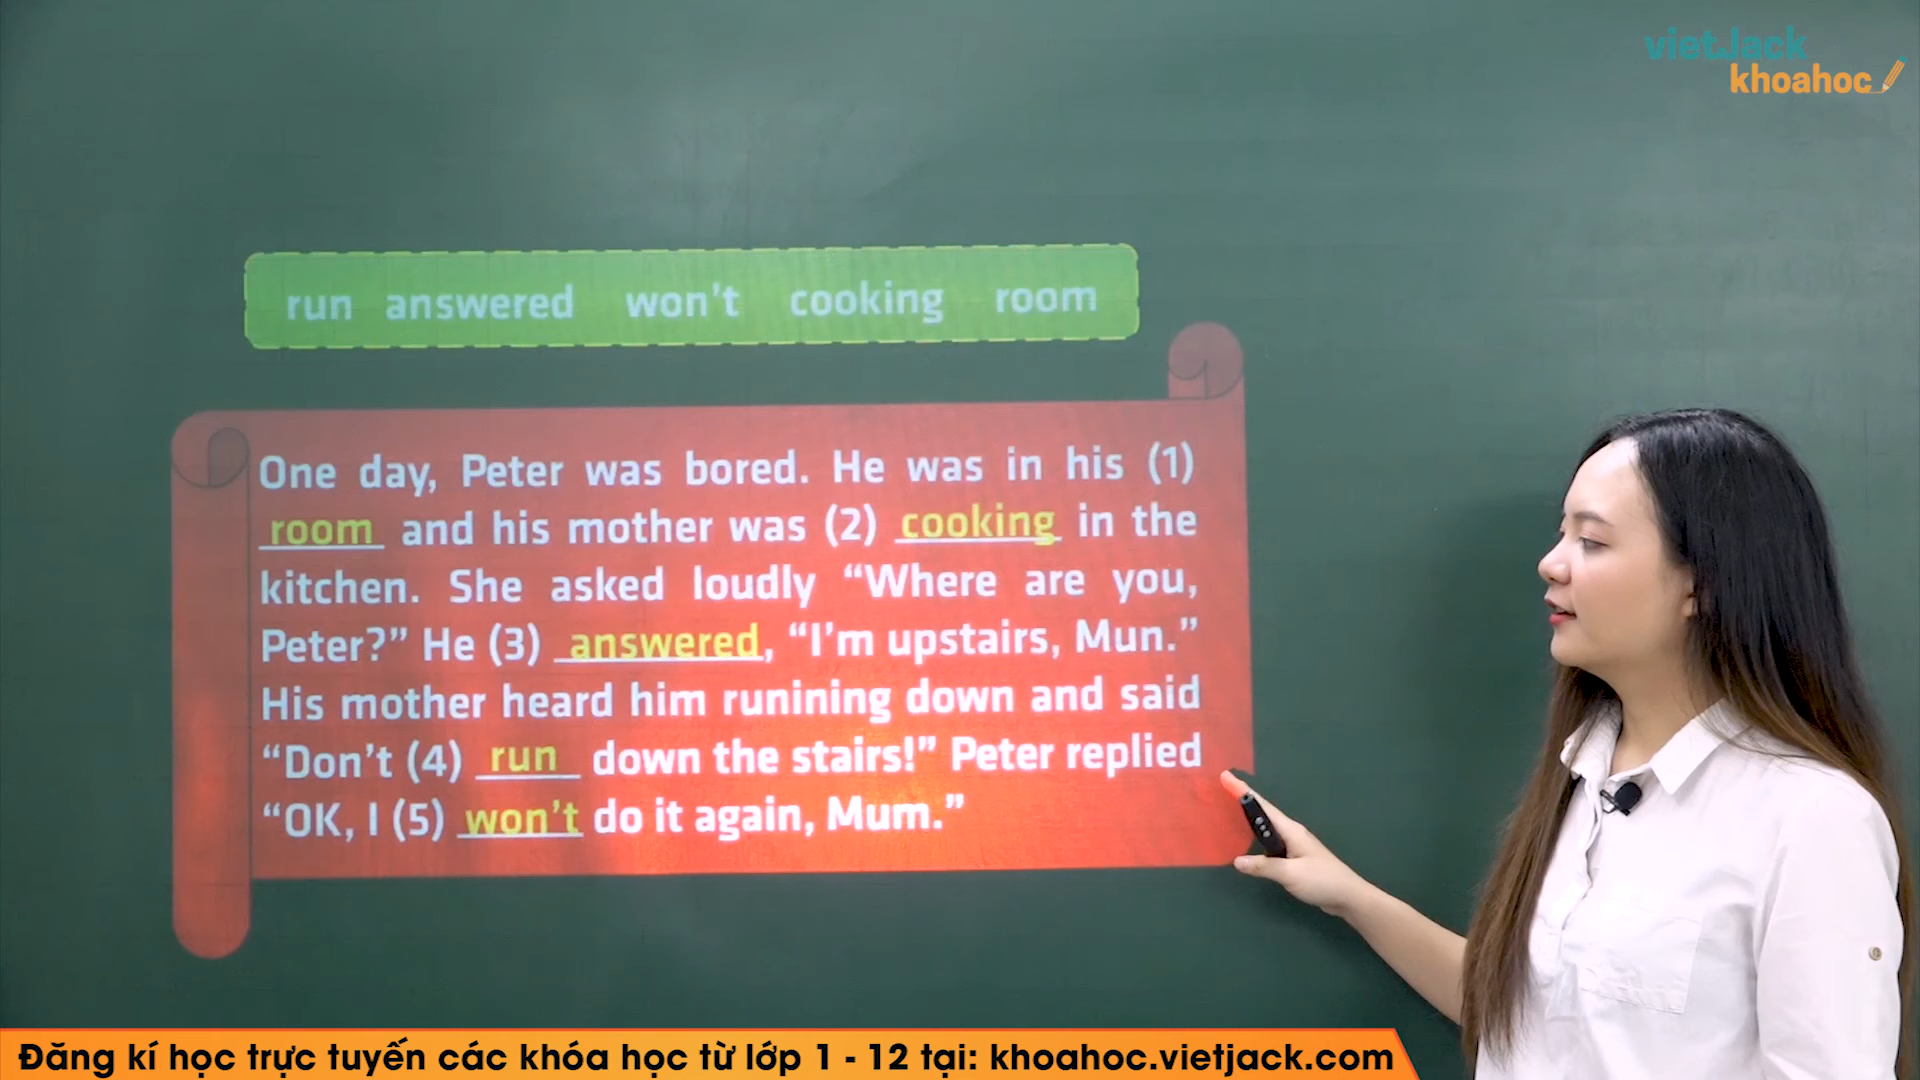 vietJack
khoahoc
run answered won't cooking room
One day, Peter was bored. He was in his (1)
room and his mother was (2) cooking in the
kitchen. She asked loudly “Where are you,
Peter?” He (3) answered, “I'm upstairs, Mun.”
His mother heard him runining down and said
“Don't (4) run down the stairs!” Peter replied
“OK, I (5) won't do it again, Mum.”
Đăng kí học trực tuyến các khóa học từ lớp 1 - 12 tại: khoahoc.vietjack.com